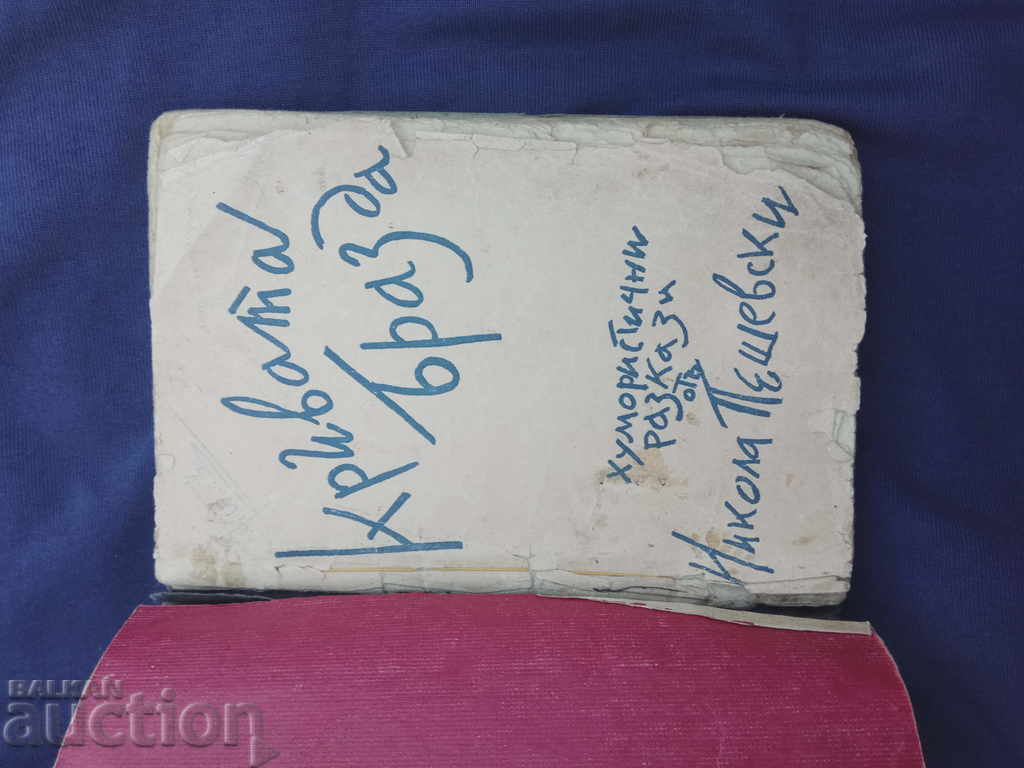 Кривата
бразда
хумористични
разкази
отъ
Никола Пешевски
BALKAN
auction